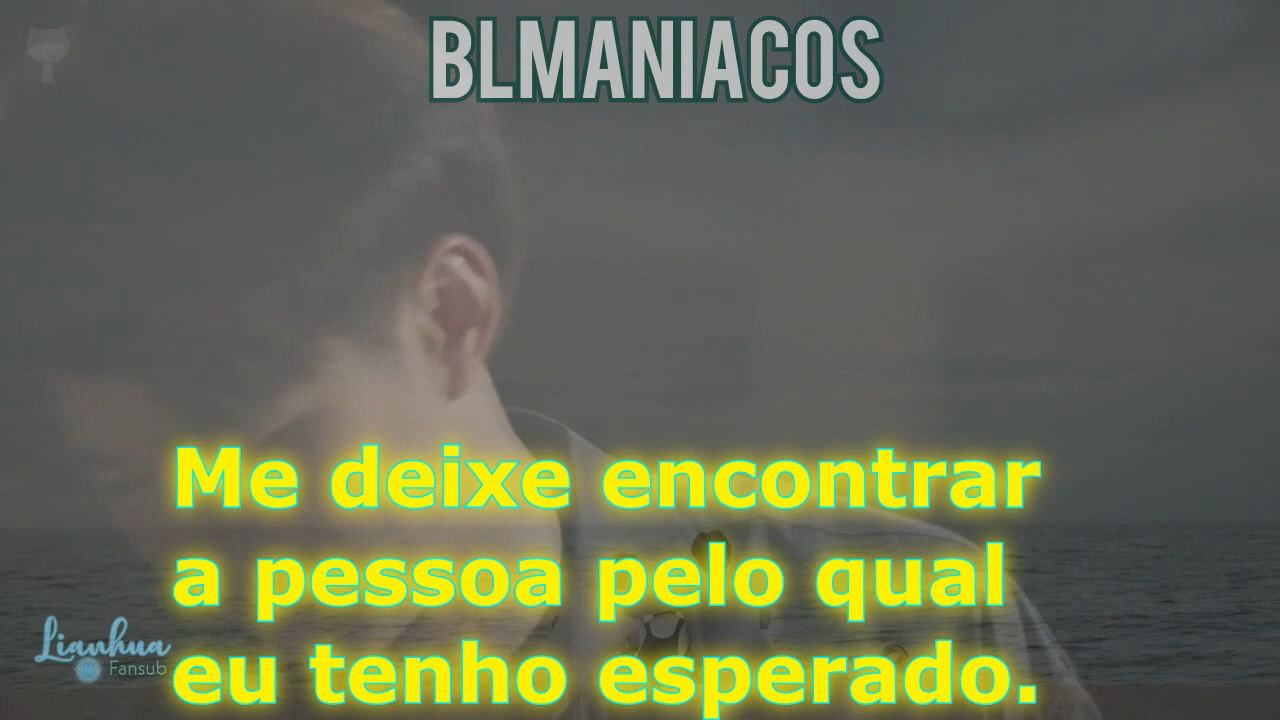 BLMANIACOS
Me deixe encontrar
a pessoa pelo qual
eu tenho esperado.
Lianhua
Fansub